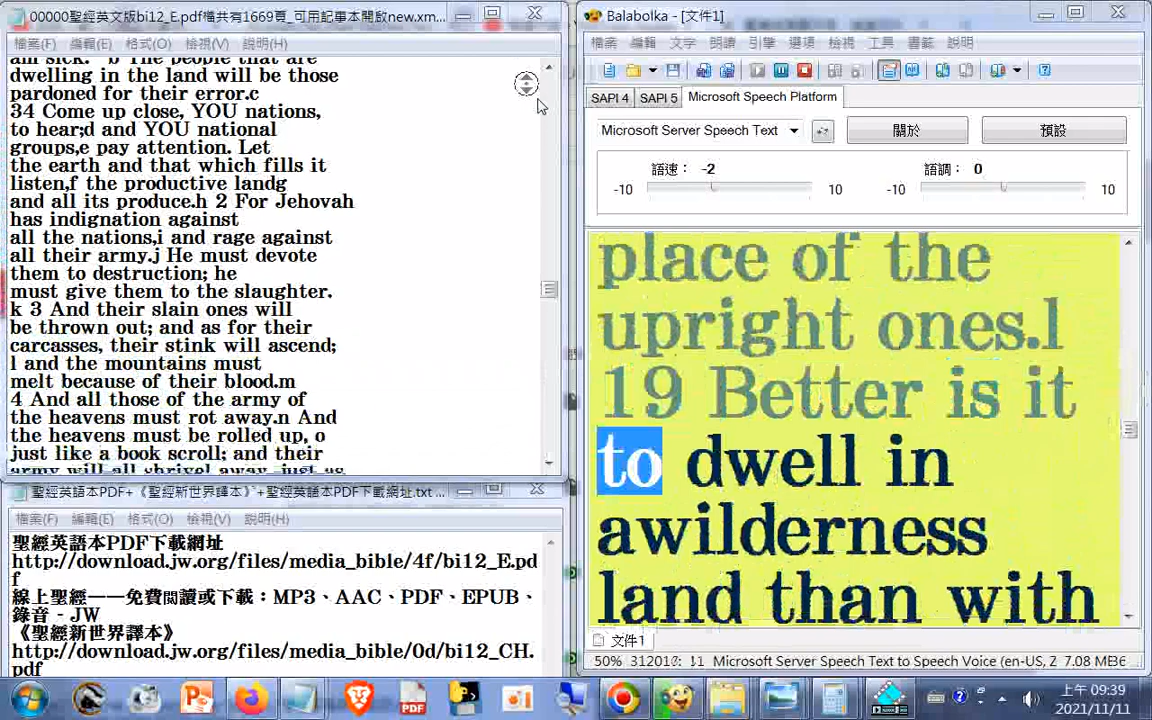 00000聖經英文版bi12_E.pdf檔共有1669頁_可用記事本開啟new.xm...
檔案(F) 編輯(E) 格式(O) 檢視(V) 說明(H)
am sick." b The people that are
dwelling in the land will be those
pardoned for their error.c
34 Come up close, YOU nations,
to hear;d and YOU national
groups,e pay attention. Let
the earth and that which fills it
listen,f the productive landg
and all its produce.h 2 For Jehovah
has indignation against
all the nations,i and rage against
all their army.j He must devote
them to destruction; he
must give them to the slaughter.
k 3 And their slain ones will
be thrown out; and as for their
carcasses, their stink will ascend;
l and the mountains must
melt because of their blood.m
4 And all those of the army of
the heavens must rot away.n And
the heavens must be rolled up, o
just like a book scroll; and their
army will all shrivel away, just as
聖經英語本PDF+《聖經新世界譯本》+聖經英語本PDF下載網址.txt ...
檔案(F) 編輯(E) 格式(O) 檢視(V) 說明(H)
聖經英語本PDF下載網址
http://download.jw.org/files/media_bible/4f/bi12_E.pd
f
線上聖經——免費閱讀或下載：MP3、AAC、PDF、EPUB、
錄音 - JW
《聖經新世界譯本》
http://download.jw.org/files/media_bible/0d/bi12_CH.
pdf
Balabolka - [文件1]
檔案 編輯 文字 朗讀 引擎 選項 檢視 工具 書籤 說明
SAPI 4 SAPI 5 Microsoft Speech Platform
Microsoft Server Speech Text 關於 預設
語速： -2 語調： 0
-10 10 -10 10
place of the
upright ones.l
19 Better is it
to dwell in
awilderness
land than with
文件1
Microsoft Server Speech Text to Speech Voice (en-US, Z
50%
上午 09:39
2021/11/11